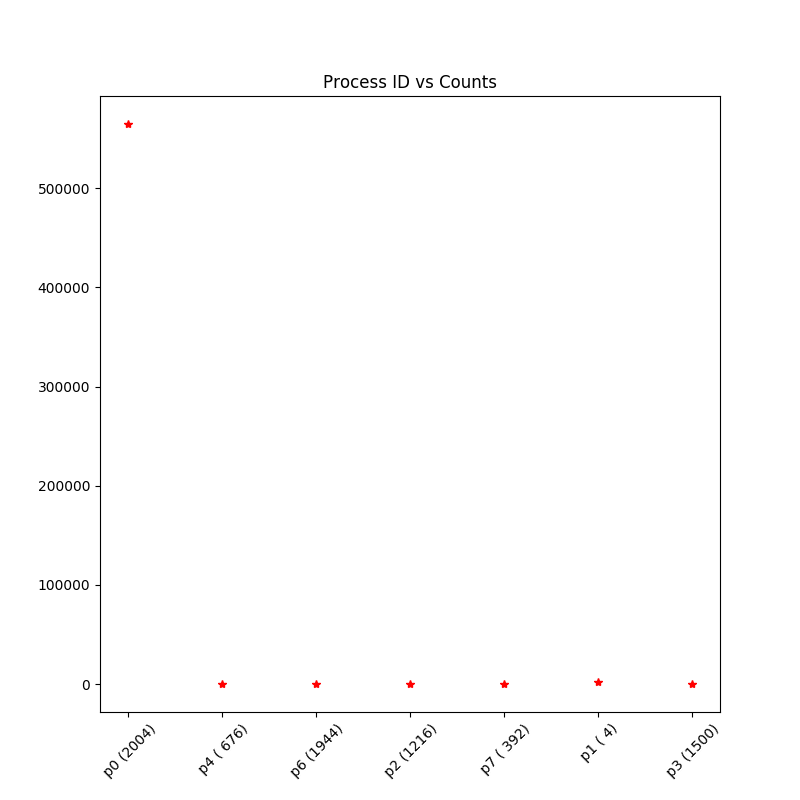 Process ID vs Counts
500000
400000
300000
200000
100000
0
p0 (2004)
p4 ( 676)
p6 (1944)
p2 (1216)
p7 ( 392)
p1 ( 4)
p3 (1500)